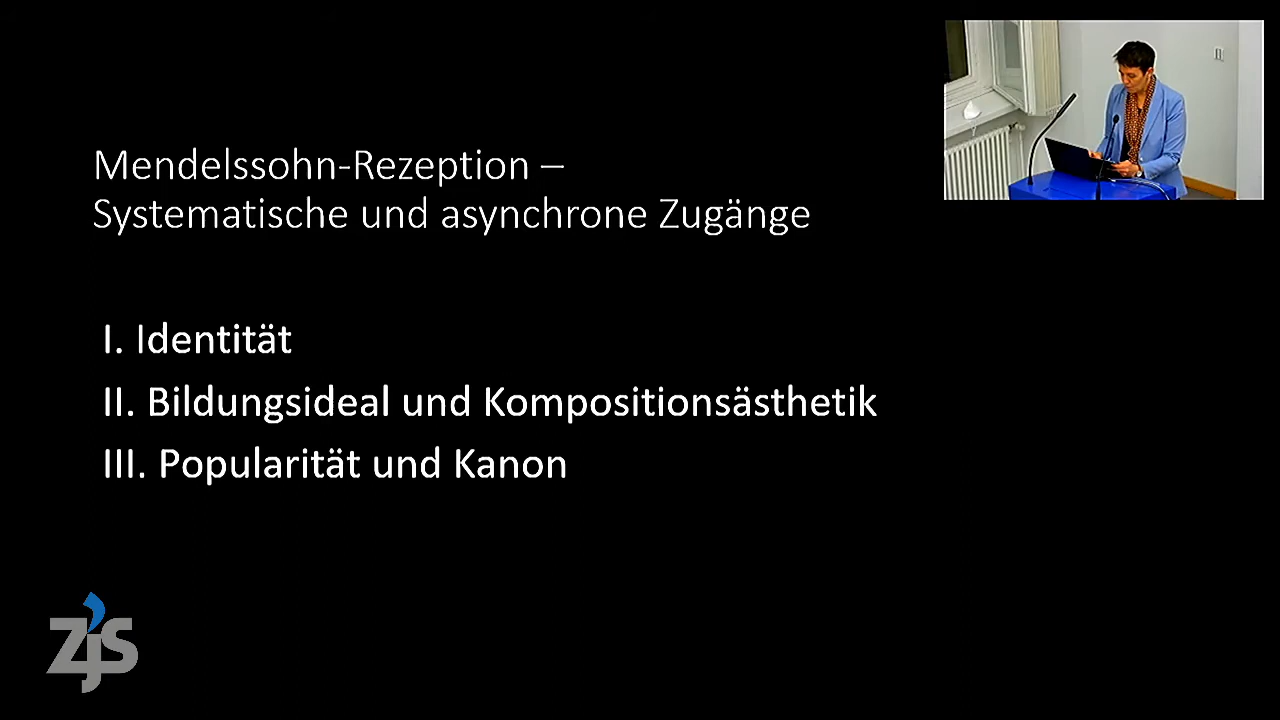 Mendelssohn-Rezeption –
Systematische und asynchrone Zugänge
I. Identität
II. Bildungsideal und Kompositionsästhetik
III. Popularität und Kanon
ZjS